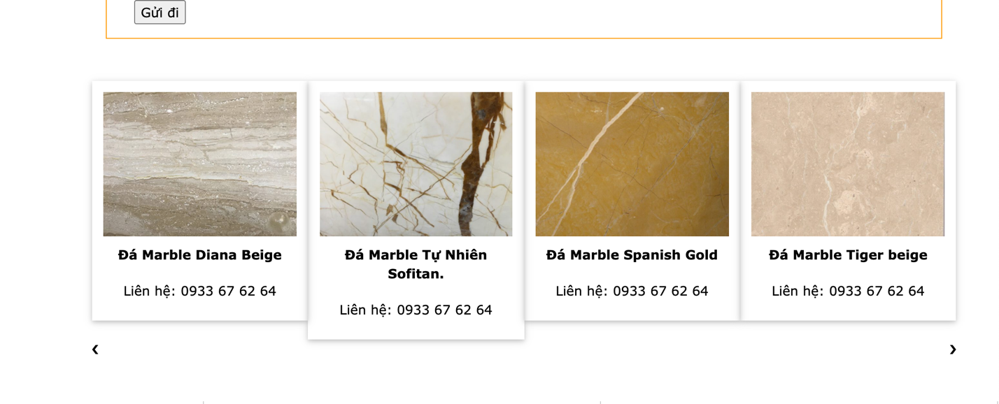 Gửi đi
Đá Marble Diana Beige
Liên hệ: 0933 67 62 64
Đá Marble Tự Nhiên
Sofitan.
Liên hệ: 0933 67 62 64
Đá Marble Spanish Gold
Liên hệ: 0933 67 62 64
Đá Marble Tiger beige
Liên hệ: 0933 67 62 64
‹ ›